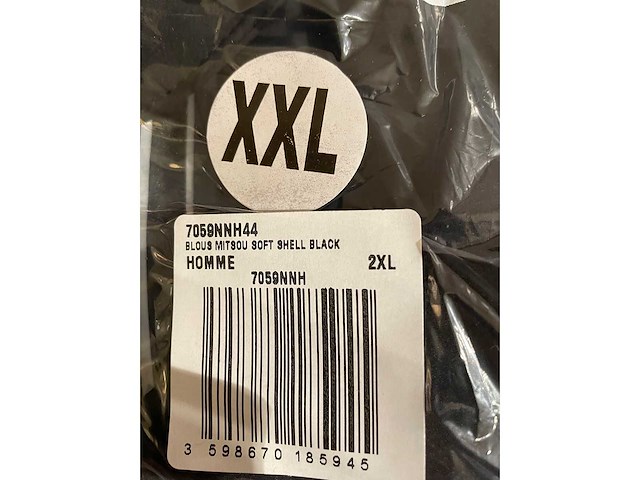 XXL
7059NNH44
BLOUS MITSOU SOFT SHELL BLACK
HOMME 2XL
7059NNH
3 598670 185945